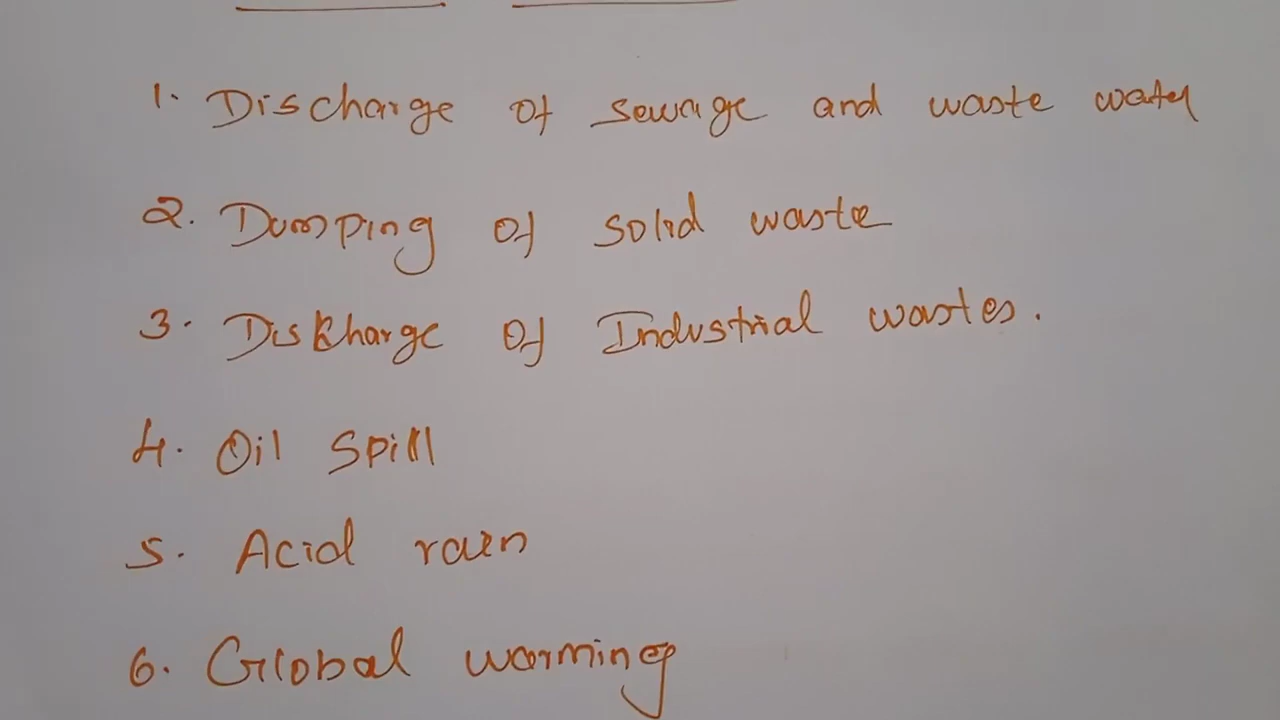 1. Discharge of sewage and waste water
2. Dumping of solid waste
3. Discharge of Industrial wastes.
4. Oil spill
5. Acid rain
6. Global warming